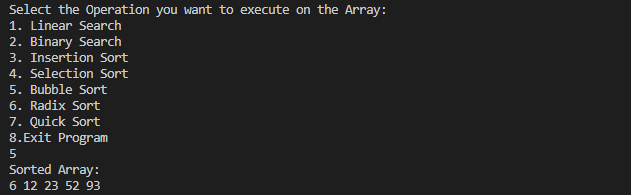 Select the Operation you want to execute on the Array:
1. Linear Search
2. Binary Search
3. Insertion Sort
4. Selection Sort
5. Bubble Sort
6. Radix Sort
7. Quick Sort
8.Exit Program
5
Sorted Array:
6 12 23 52 93